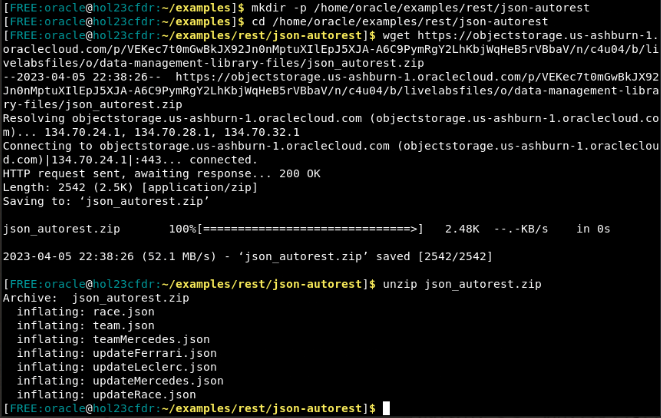 [FREE:oracle@hol23cfdr:~/examples]$ mkdir -p /home/oracle/examples/rest/json-autorest
[FREE:oracle@hol23cfdr:~/examples]$ cd /home/oracle/examples/rest/json-autorest
[FREE:oracle@hol23cfdr:~/examples/rest/json-autorest]$ wget https://objectstorage.us-ashburn-1.
oraclecloud.com/p/VEKec7t0mGwBkJX92Jn0nMptuXIlEpJ5XJA-A6C9PymRgY2LhKbjWqHeB5rVBbaV/n/c4u04/b/li
velabsfiles/o/data-management-library-files/json_autorest.zip
--2023-04-05 22:38:26--  https://objectstorage.us-ashburn-1.oraclecloud.com/p/VEKec7t0mGwBkJX92
Jn0nMptuXIlEpJ5XJA-A6C9PymRgY2LhKbjWqHeB5rVBbaV/n/c4u04/b/livelabsfiles/o/data-management-libra
ry-files/json_autorest.zip
Resolving objectstorage.us-ashburn-1.oraclecloud.com (objectstorage.us-ashburn-1.oraclecloud.co
m)... 134.70.24.1, 134.70.28.1, 134.70.32.1
Connecting to objectstorage.us-ashburn-1.oraclecloud.com (objectstorage.us-ashburn-1.oracleclou
d.com)|134.70.24.1|:443... connected.
HTTP request sent, awaiting response... 200 OK
Length: 2542 (2.5K) [application/zip]
Saving to: ‘json_autorest.zip’
json_autorest.zip       100%[==============================>]   2.48K  --.-KB/s    in 0s
2023-04-05 22:38:26 (52.1 MB/s) - ‘json_autorest.zip’ saved [2542/2542]
[FREE:oracle@hol23cfdr:~/examples/rest/json-autorest]$ unzip json_autorest.zip
Archive:  json_autorest.zip
  inflating: race.json
  inflating: team.json
  inflating: teamMercedes.json
  inflating: updateFerrari.json
  inflating: updateLeclerc.json
  inflating: updateMercedes.json
  inflating: updateRace.json
[FREE:oracle@hol23cfdr:~/examples/rest/json-autorest]$